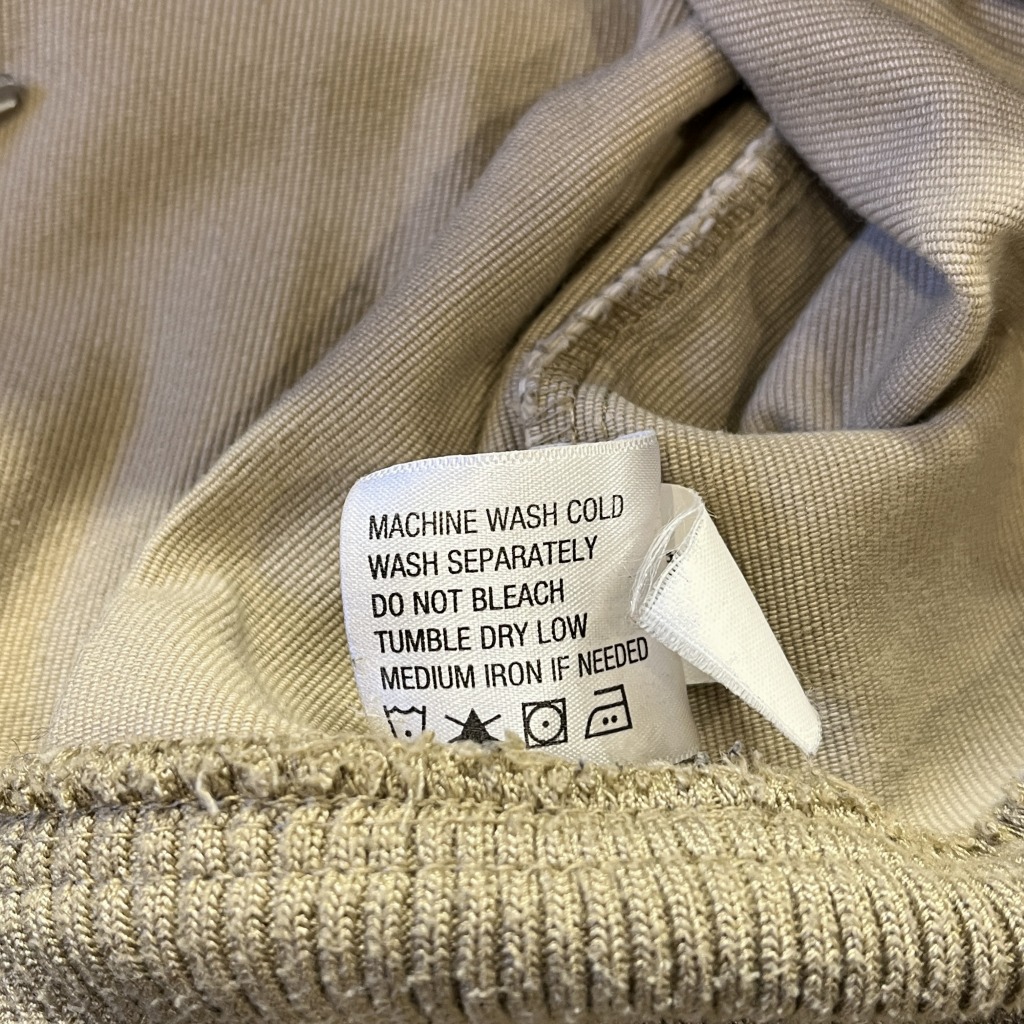 MACHINE WASH COLD
WASH SEPARATELY
DO NOT BLEACH
TUMBLE DRY LOW
MEDIUM IRON IF NEEDED